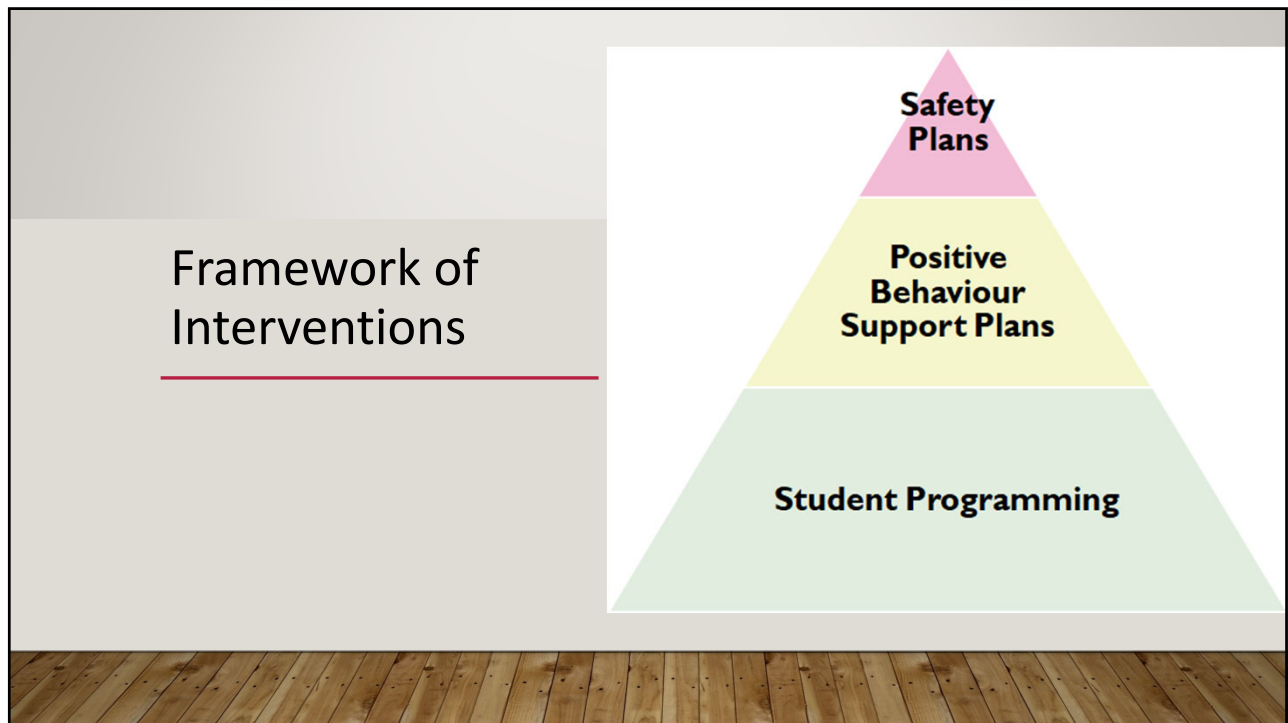 Framework of
Interventions
Safety
Plans
Positive
Behaviour
Support Plans
Student Programming